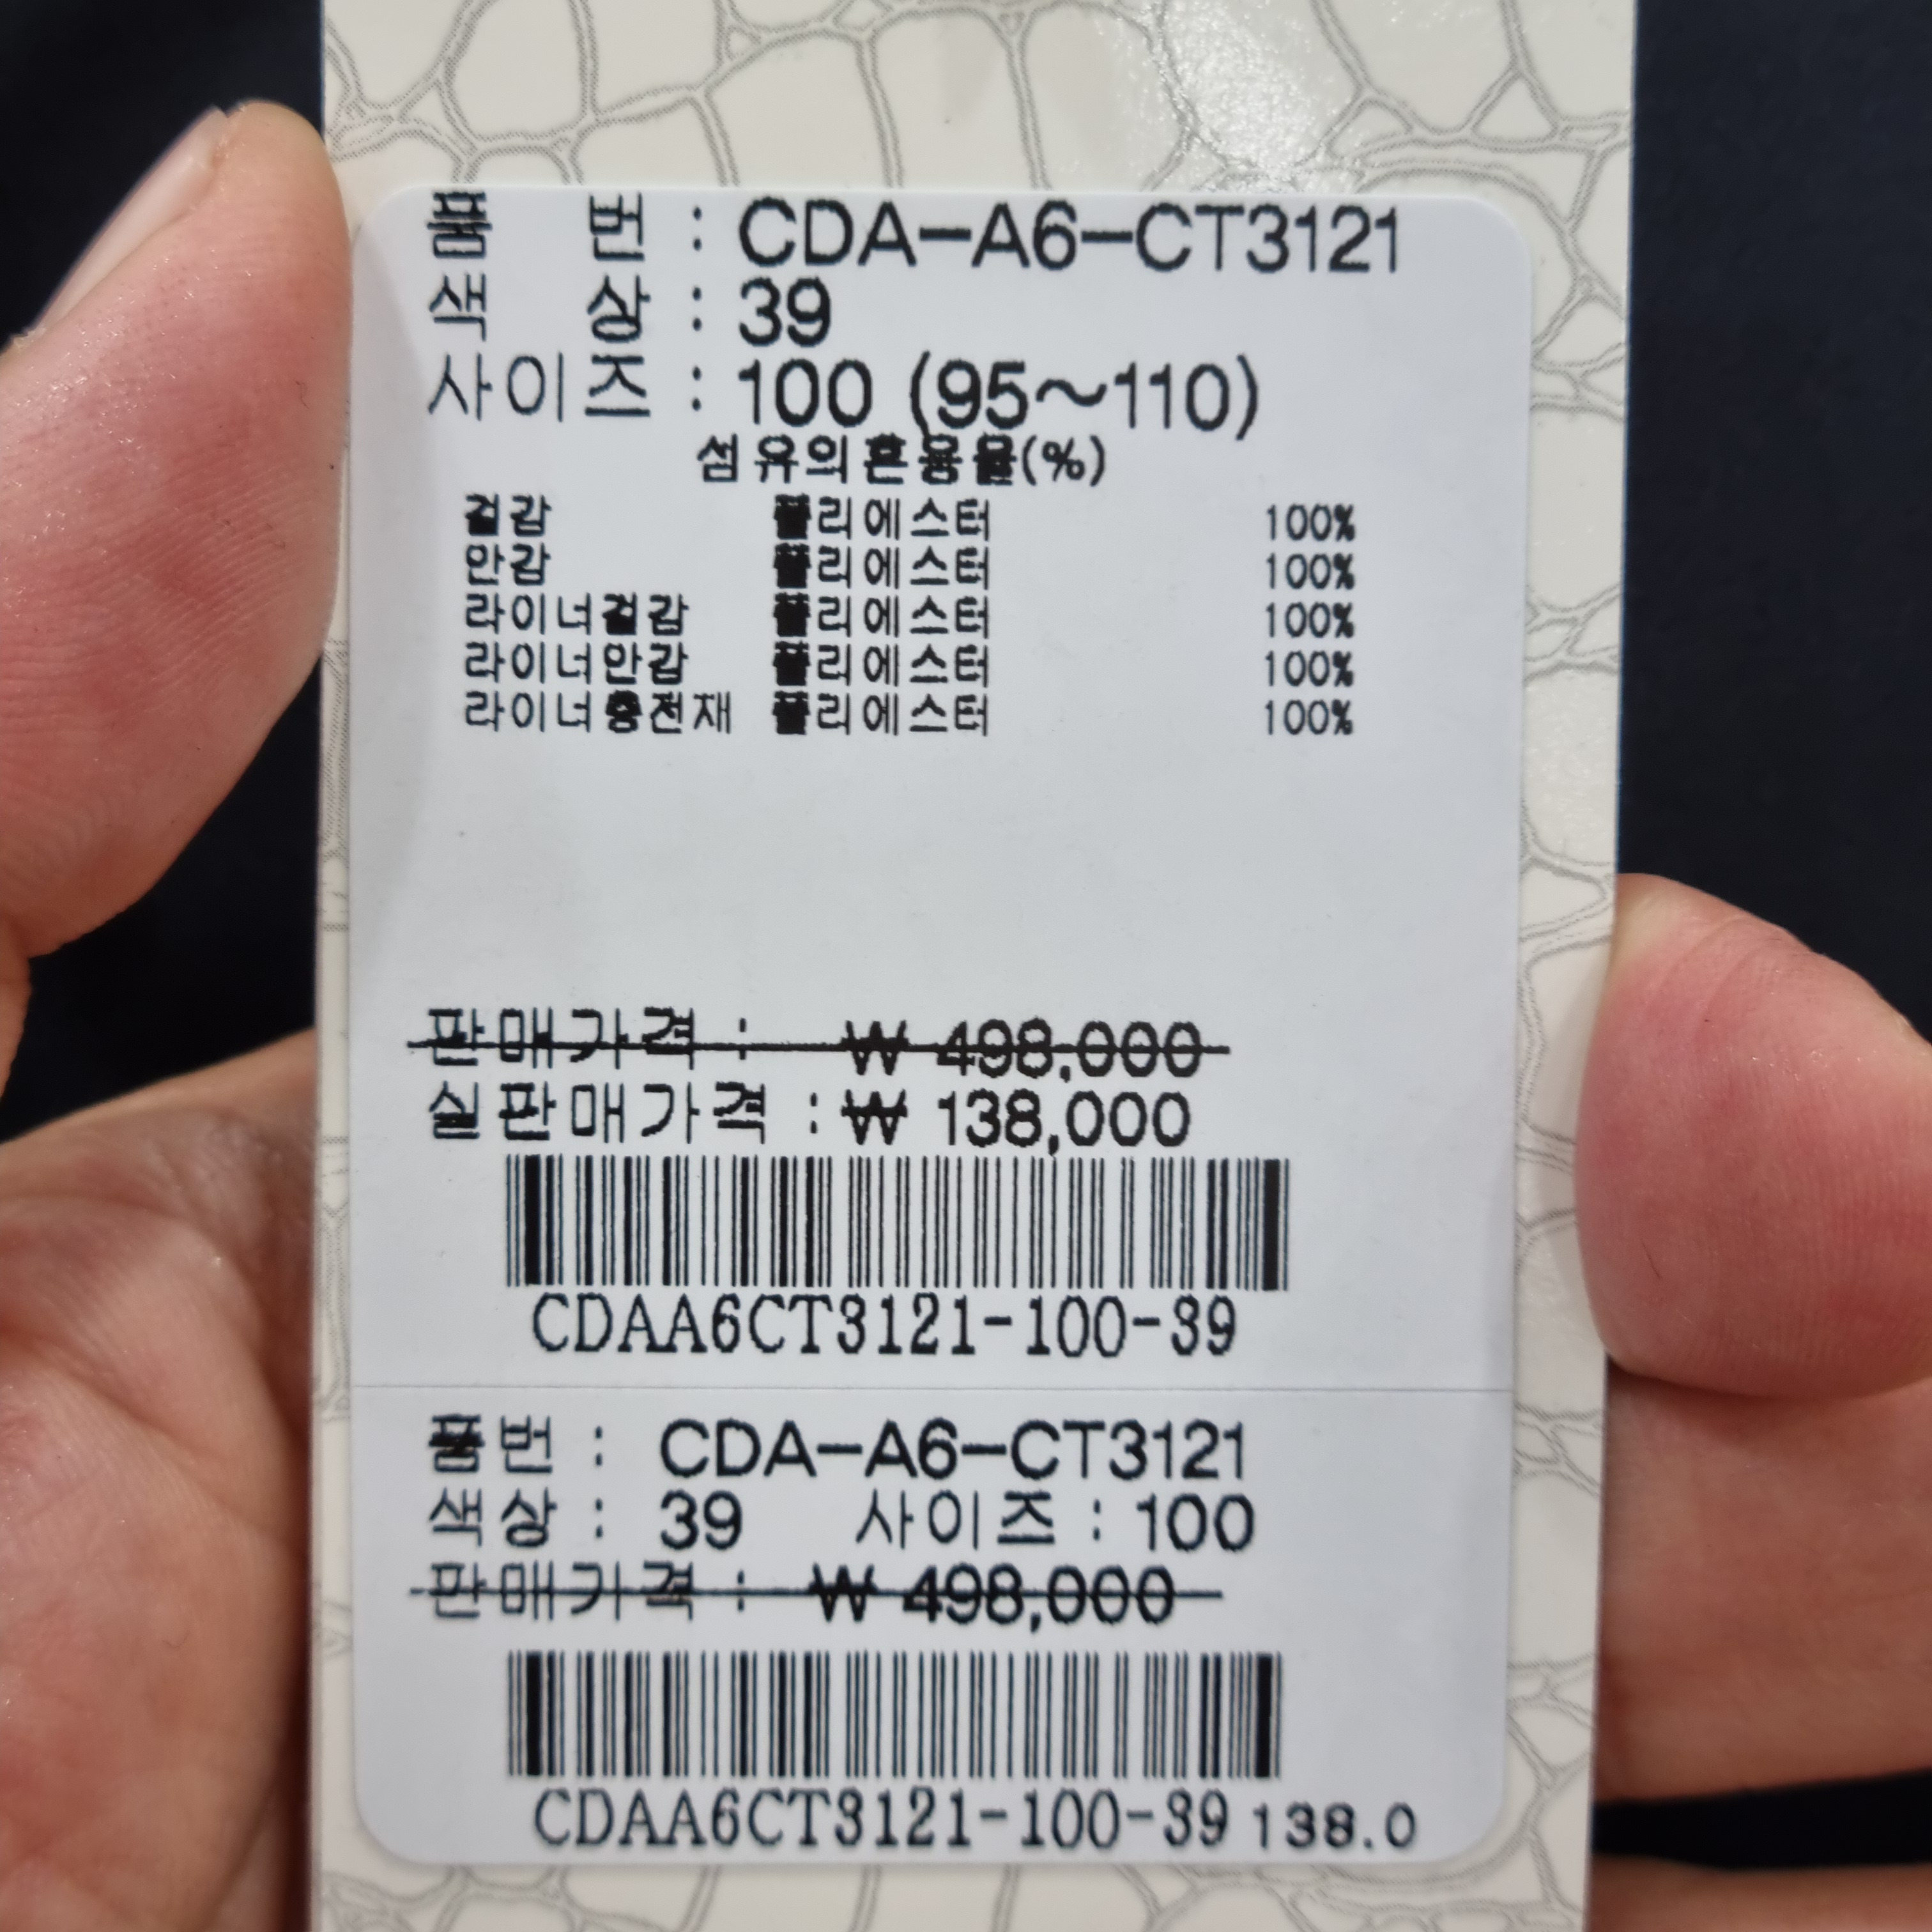 품 번 : CDA-A6-CT3121
색 상 : 39
사이즈 : 100 (95~110)
섬유의혼용율(%)
겉감 폴리에스터 100%
안감 폴리에스터 100%
라이너겉감 폴리에스터 100%
라이너안감 폴리에스터 100%
라이너충전재 폴리에스터 100%
판매가격 : ₩ 498,000
실판매가격 : ₩ 138,000
CDAA6CT3121-100-39
품번 : CDA-A6-CT3121
색상 : 39 사이즈 : 100
판매가격 : ₩ 498,000
CDAA6CT3121-100-39 138.0